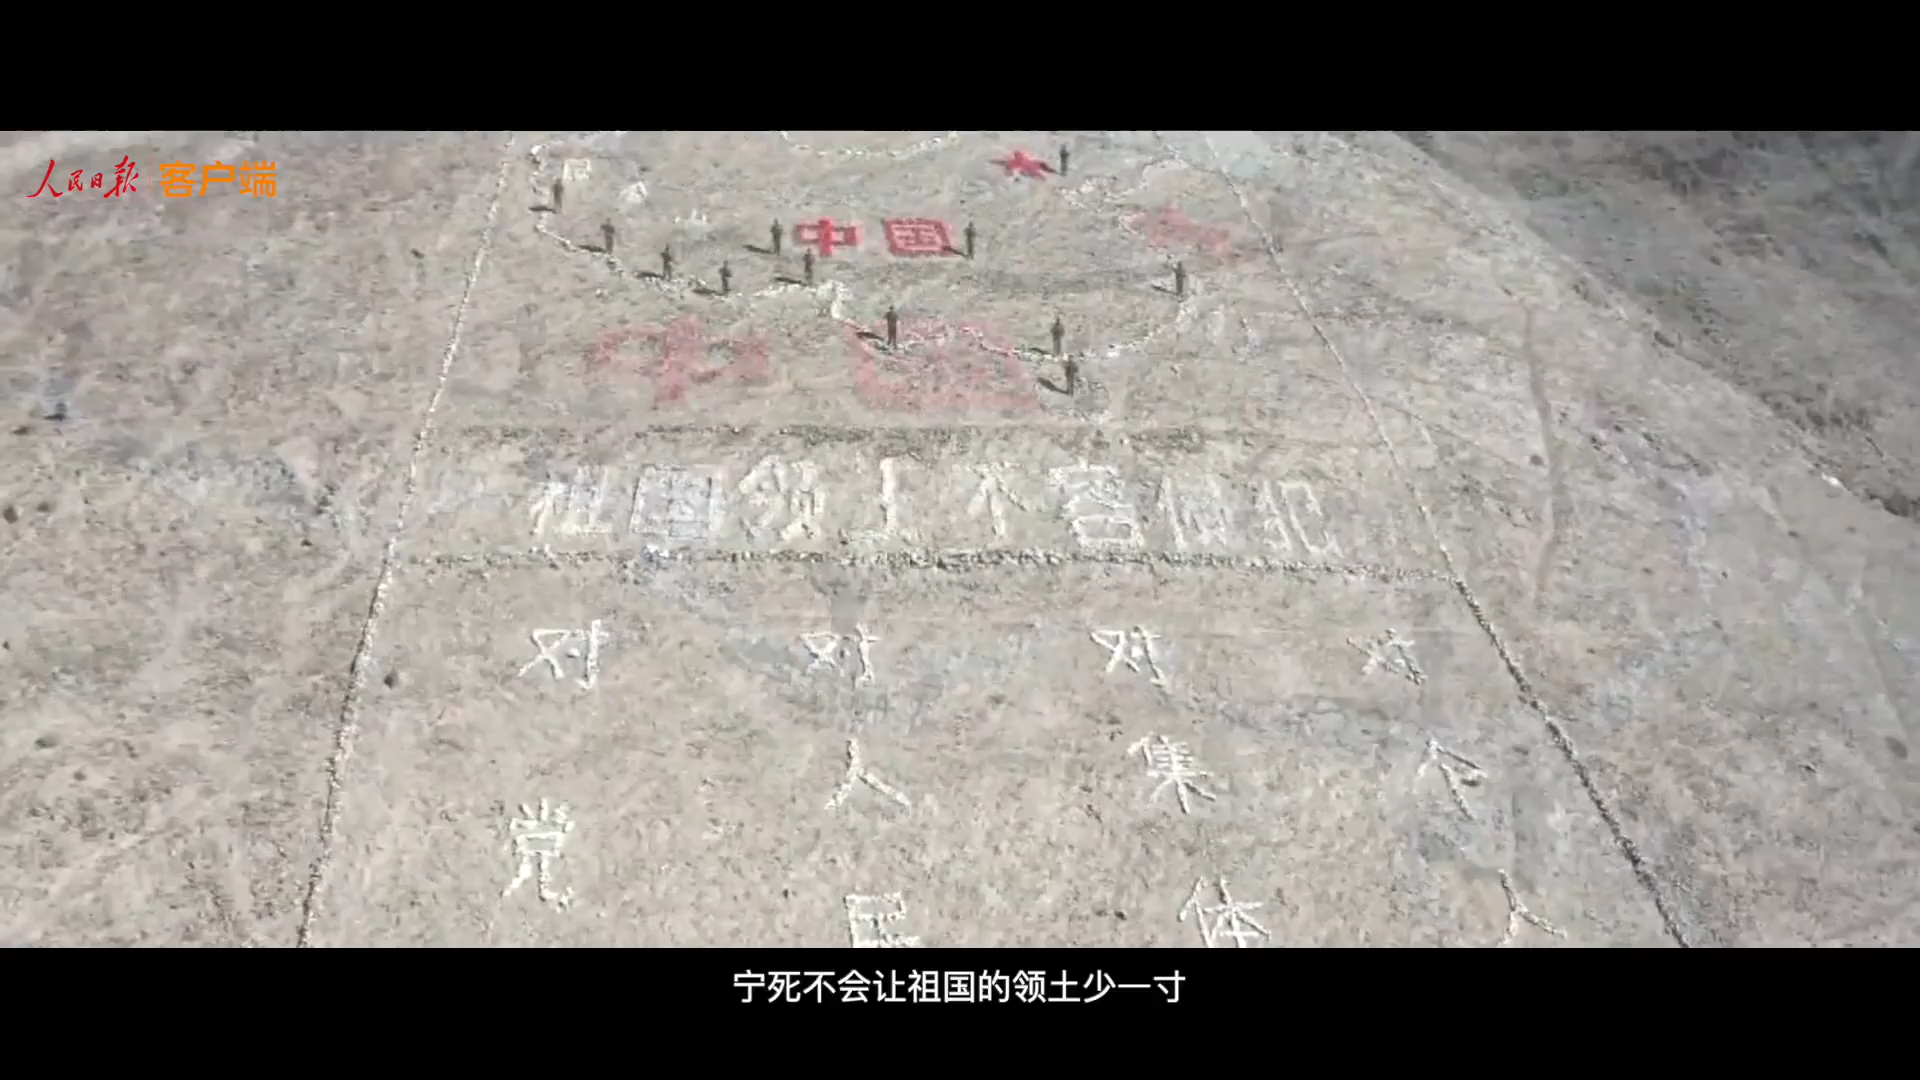 人民日报 客户端
中国
中国
祖国领土不容侵犯
对党
对人民
对集体
对个人
宁死不会让祖国的领土少一寸